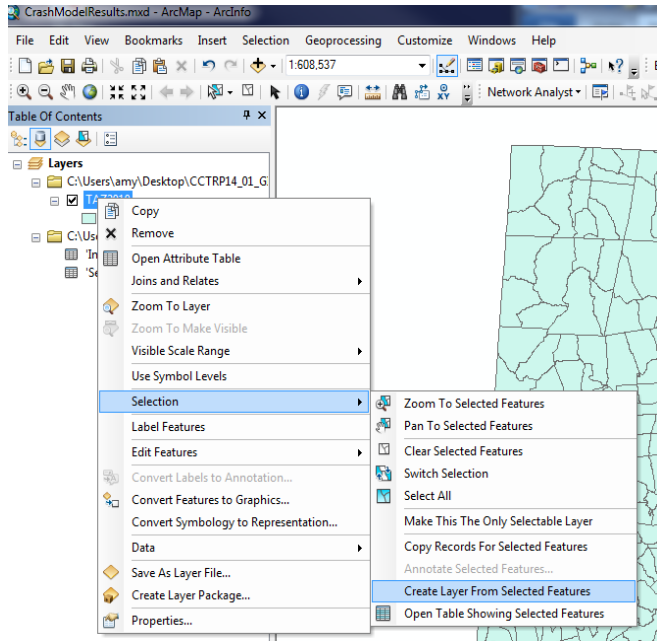 CrashModelResults.mxd - ArcMap - ArcInfo
File Edit View Bookmarks Insert Selection Geoprocessing Customize Windows Help
1:608,537
Network Analyst
Table Of Contents
Layers
C:\Users\amy\Desktop\CCTRP14_01_G
TAZ2010
C:\Use
'In
'Se
Copy
Remove
Open Attribute Table
Joins and Relates
Zoom To Layer
Zoom To Make Visible
Visible Scale Range
Use Symbol Levels
Selection
Label Features
Edit Features
Convert Labels to Annotation...
Convert Features to Graphics...
Convert Symbology to Representation...
Data
Save As Layer File...
Create Layer Package...
Properties...
Zoom To Selected Features
Pan To Selected Features
Clear Selected Features
Switch Selection
Select All
Make This The Only Selectable Layer
Copy Records For Selected Features
Annotate Selected Features...
Create Layer From Selected Features
Open Table Showing Selected Features